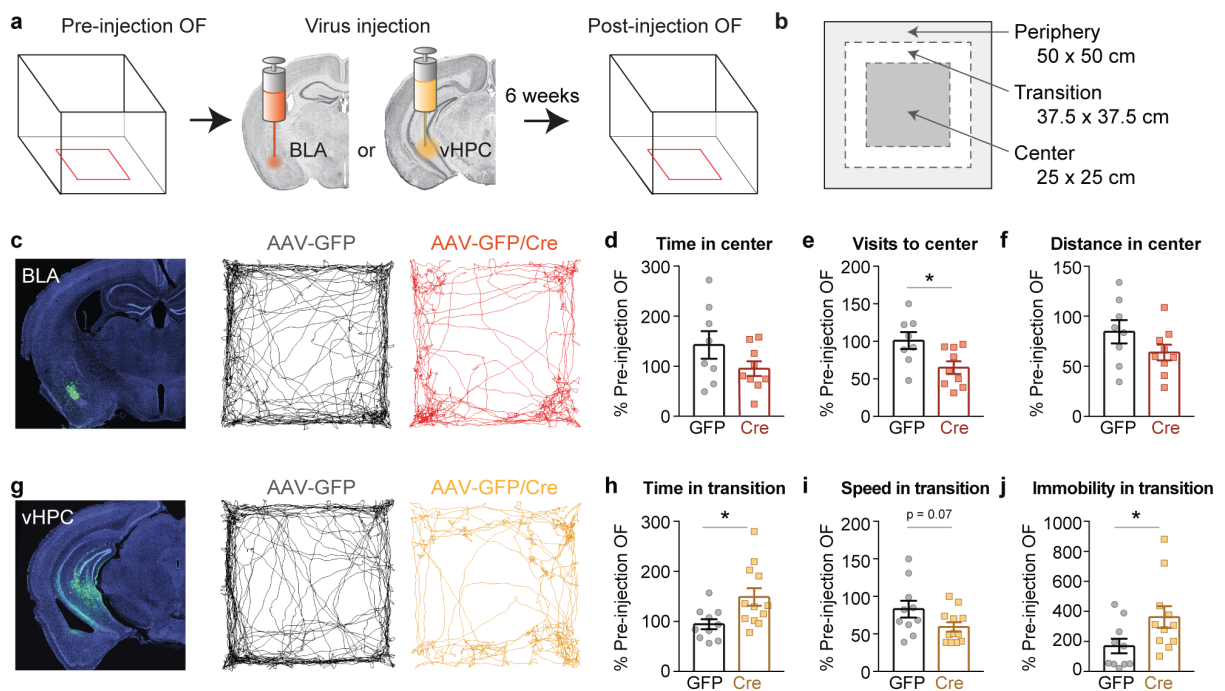 a
Pre-injection OF
Virus injection
Post-injection OF
BLA
or
vHPC
6 weeks
b
Periphery
50 x 50 cm
Transition
37.5 x 37.5 cm
Center
25 x 25 cm
c
BLA
AAV-GFP
AAV-GFP/Cre
d
Time in center
% Pre-injection OF
300
200
100
0
GFP
Cre
e
Visits to center
% Pre-injection OF
200
150
100
50
0
*
GFP
Cre
f
Distance in center
% Pre-injection OF
150
100
50
0
GFP
Cre
g
vHPC
AAV-GFP
AAV-GFP/Cre
h
Time in transition
% Pre-injection OF
300
200
100
0
*
GFP
Cre
i
Speed in transition
% Pre-injection OF
200
150
100
50
0
p = 0.07
GFP
Cre
j
Immobility in transition
% Pre-injection OF
1000
800
600
400
200
0
*
GFP
Cre